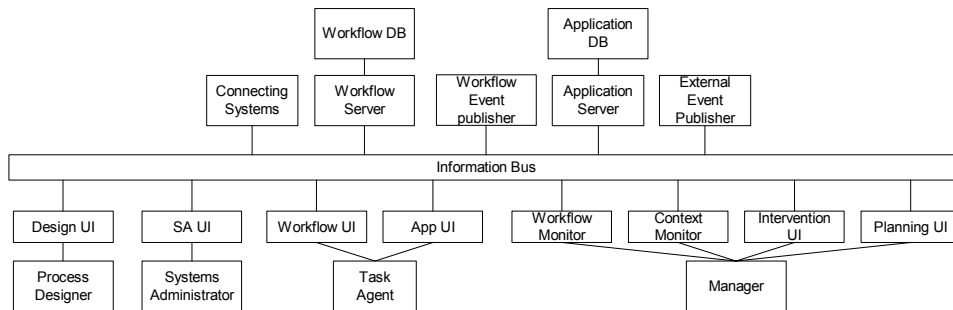 Workflow DB
Application
DB
Connecting
Systems
Workflow
Server
Workflow
Event
publisher
Application
Server
External
Event
Publisher
Information Bus
Design UI
SA UI
Workflow UI
App UI
Workflow
Monitor
Context
Monitor
Intervention
UI
Planning UI
Process
Designer
Systems
Administrator
Task
Agent
Manager